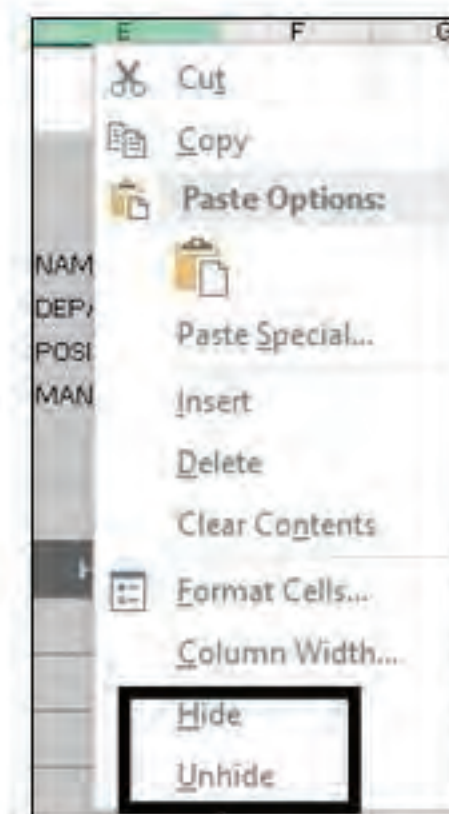 E F G
Cut
Copy
Paste Options:
NAM
DEPA
Paste Special...
POSI
MAN
Insert
Delete
Clear Contents
Format Cells...
Column Width...
Hide
Unhide